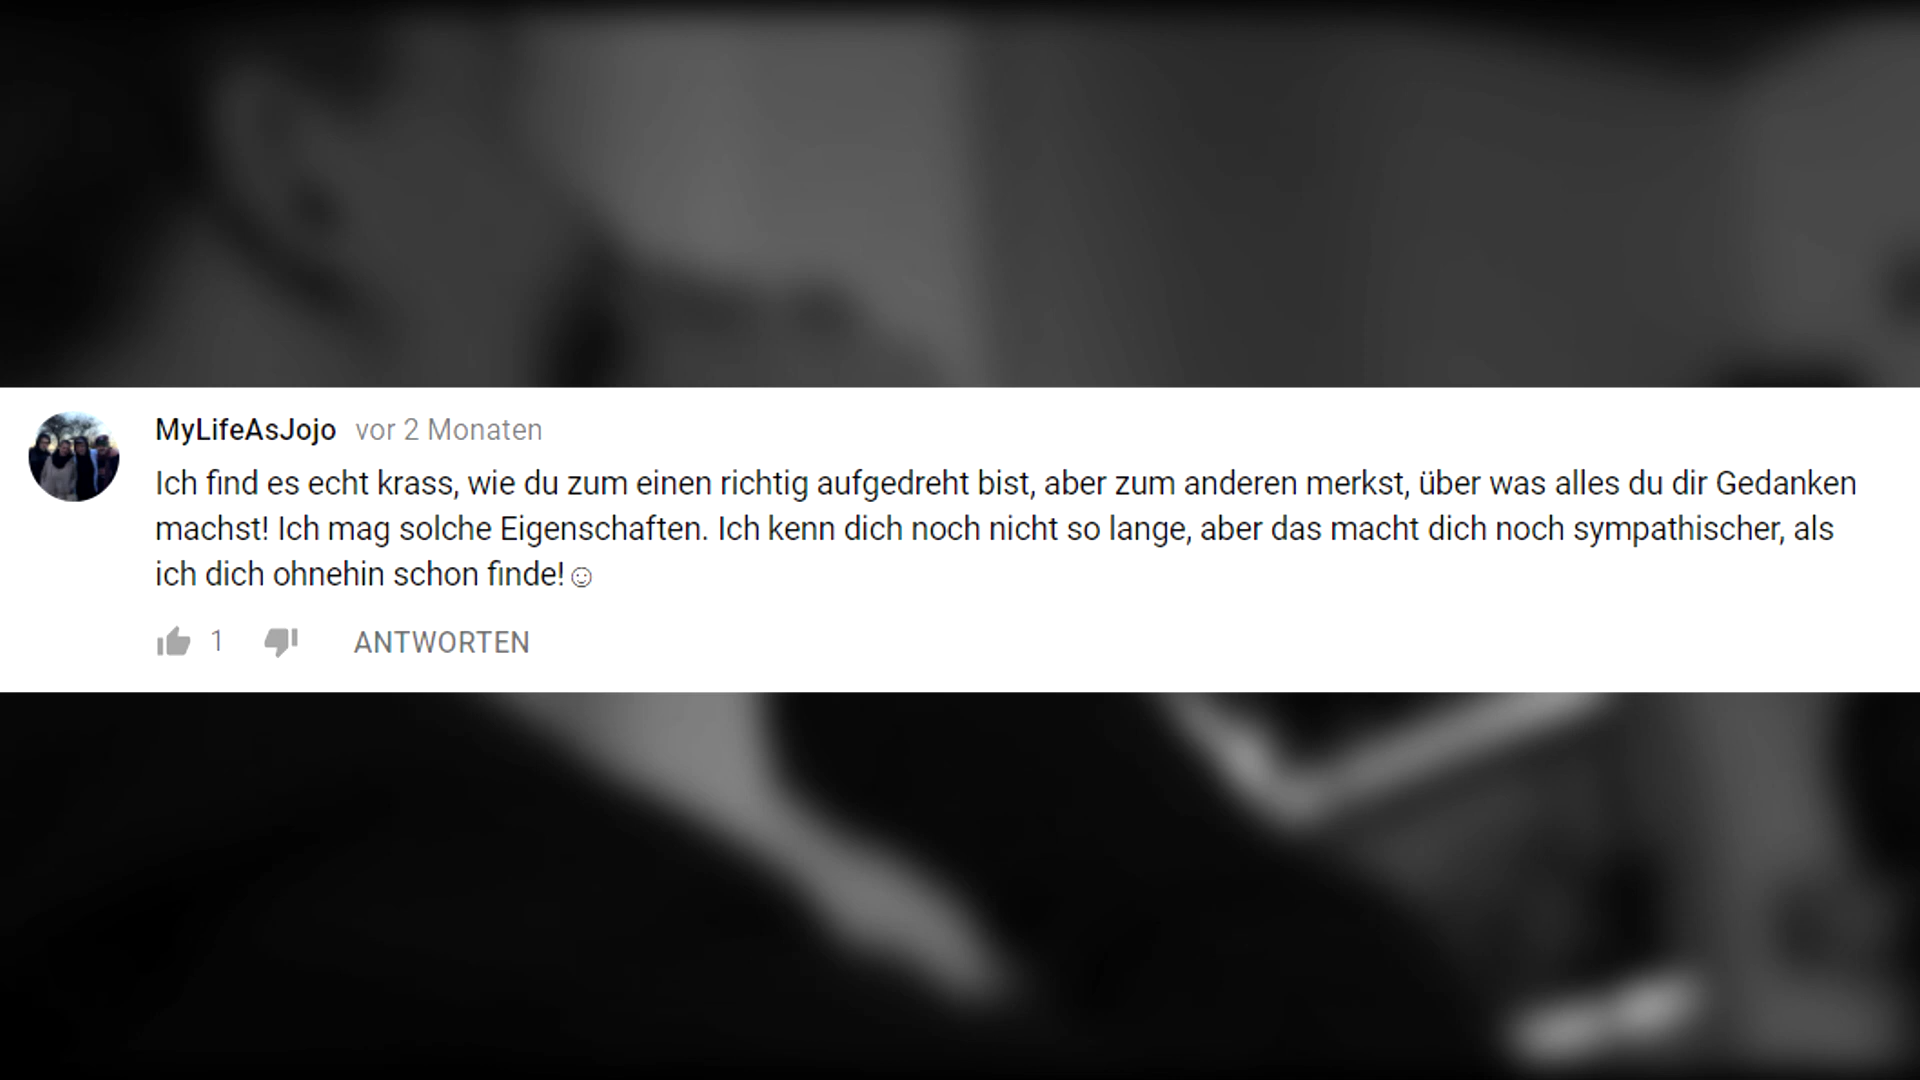 MyLifeAsJojo vor 2 Monaten
Ich find es echt krass, wie du zum einen richtig aufgedreht bist, aber zum anderen merkst, über was alles du dir Gedanken
machst! Ich mag solche Eigenschaften. Ich kenn dich noch nicht so lange, aber das macht dich noch sympathischer, als
ich dich ohnehin schon finde!☺
1 ANTWORTEN